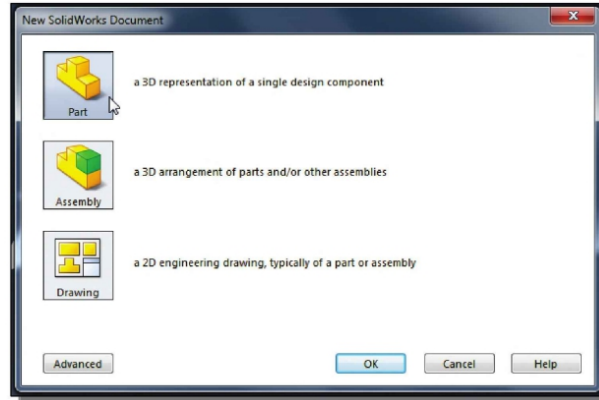 New SolidWorks Document
a 3D representation of a single design component
Part
a 3D arrangement of parts and/or other assemblies
Assembly
a 2D engineering drawing, typically of a part or assembly
Drawing
Advanced
OK
Cancel
Help